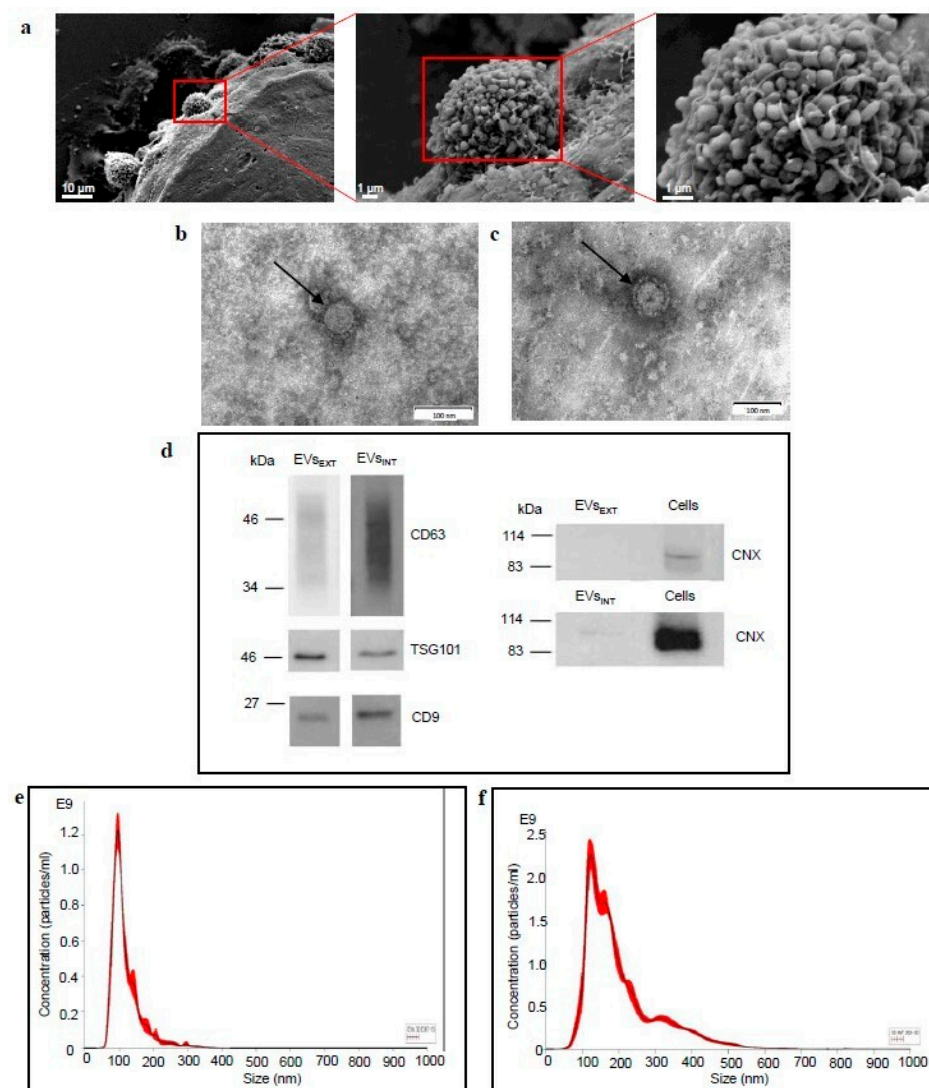 a
10 µm
1 µm
1 µm
b
c
100 nm
100 nm
d
kDa
EVsEXT
EVsINT
46
CD63
34
46
TSG101
27
CD9
kDa
EVsEXT
Cells
114
83
CNX
EVsINT
Cells
114
83
CNX
e
E9
1.2
1.0
0.8
0.6
0.4
0.2
0
0 100 200 300 400 500 600 700 800 900 1000
Concentration (particles/ml)
Size (nm)
f
E9
2.5
2.0
1.5
1.0
0.5
0
0 100 200 300 400 500 600 700 800 900 1000
Concentration (particles/ml)
Size (nm)